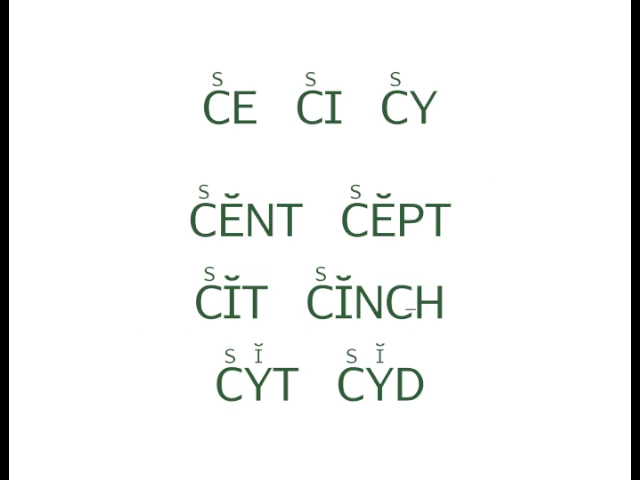 S S S
CE CI CY
S S
CĔNT CĔPT
S S
CĬT CĬNCH
S Ĭ S Ĭ
CYT CYD